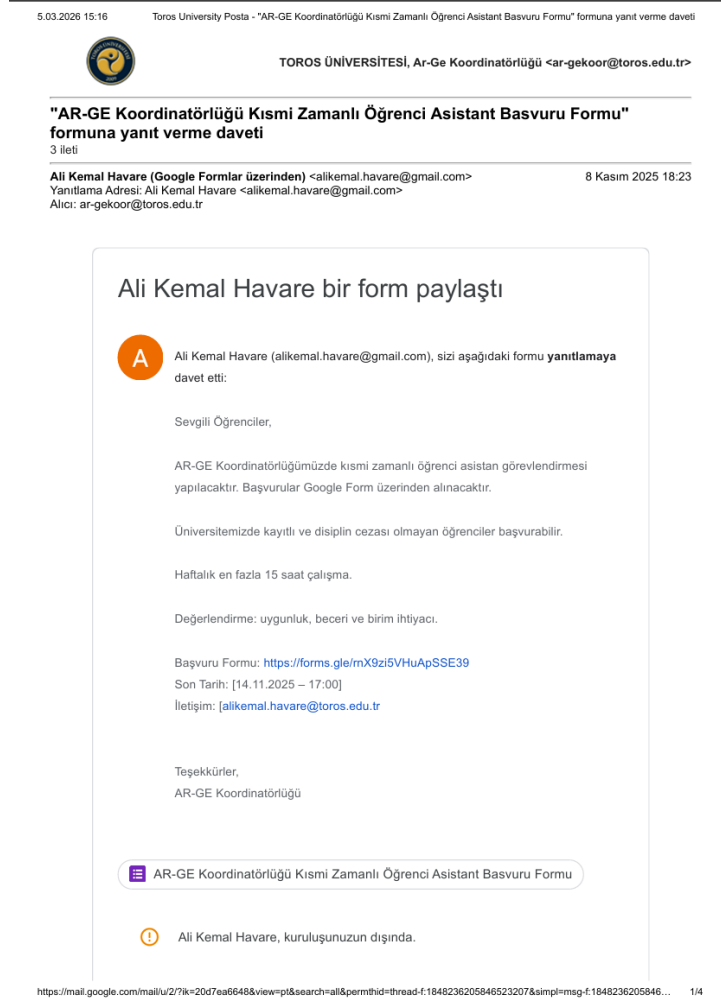 5.03.2026 15:16
Toros University Posta - "AR-GE Koordinatörlüğü Kısmi Zamanlı Öğrenci Asistant Basvuru Formu" formuna yanıt verme daveti
TOROS ÜNİVERSİTESİ, Ar-Ge Koordinatörlüğü <ar-gekoor@toros.edu.tr>
"AR-GE Koordinatörlüğü Kısmi Zamanlı Öğrenci Asistant Basvuru Formu"
formuna yanıt verme daveti
3 ileti
Ali Kemal Havare (Google Formlar üzerinden) <alikemal.havare@gmail.com>
8 Kasım 2025 18:23
Yanıtlama Adresi: Ali Kemal Havare <alikemal.havare@gmail.com>
Alıcı: ar-gekoor@toros.edu.tr
Ali Kemal Havare bir form paylaştı
A
Ali Kemal Havare (alikemal.havare@gmail.com), sizi aşağıdaki formu yanıtlamaya
davet etti:
Sevgili Öğrenciler,
AR-GE Koordinatörlüğümüzde kısmi zamanlı öğrenci asistan görevlendirmesi
yapılacaktır. Başvurular Google Form üzerinden alınacaktır.
Üniversitemizde kayıtlı ve disiplin cezası olmayan öğrenciler başvurabilir.
Haftalık en fazla 15 saat çalışma.
Değerlendirme: uygunluk, beceri ve birim ihtiyacı.
Başvuru Formu: https://forms.gle/rnX9zi5VHuApSSE39
Son Tarih: [14.11.2025 – 17:00]
İletişim: [alikemal.havare@toros.edu.tr
Teşekkürler,
AR-GE Koordinatörlüğü
AR-GE Koordinatörlüğü Kısmi Zamanlı Öğrenci Asistant Basvuru Formu
Ali Kemal Havare, kuruluşunuzun dışında.
https://mail.google.com/mail/u/2/?ik=20d7ea6648&view=pt&search=all&permthid=thread-f:1848236205846523207&simpl=msg-f:1848236205846…
1/4